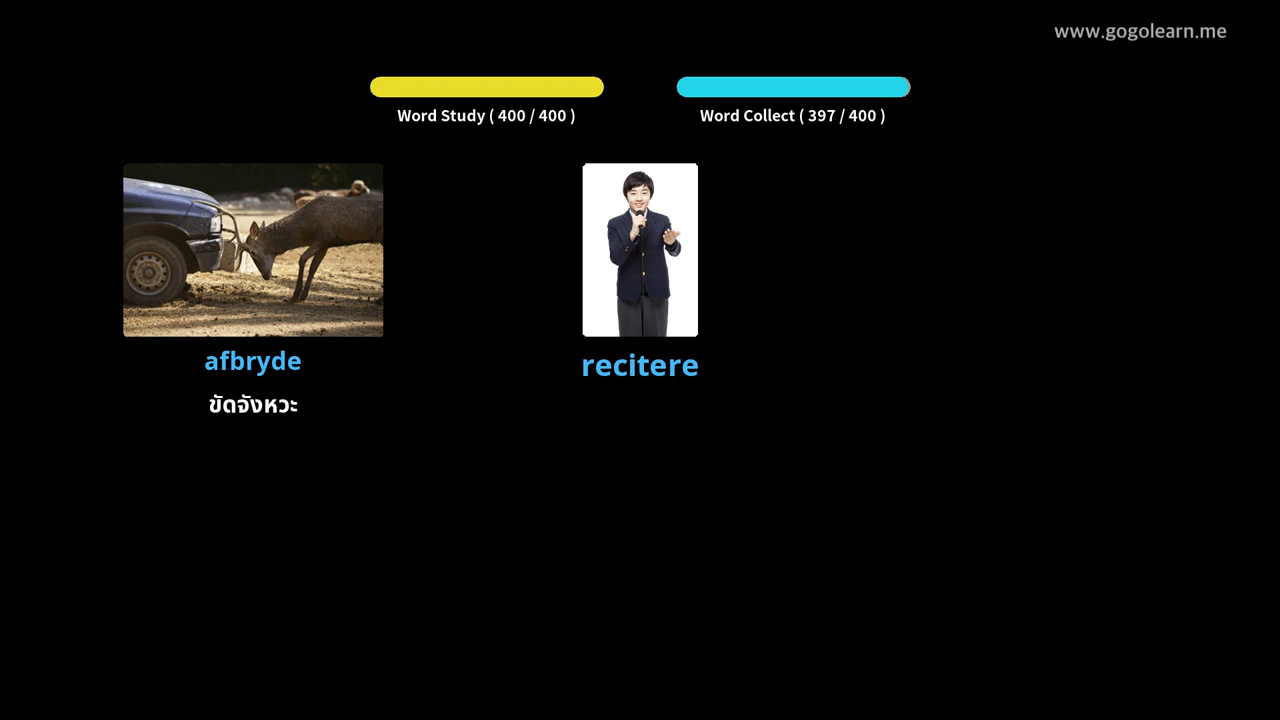 www.gogolearn.me
Word Study ( 400 / 400 )
Word Collect ( 397 / 400 )
afbryde
recitere
ขัดจังหวะ